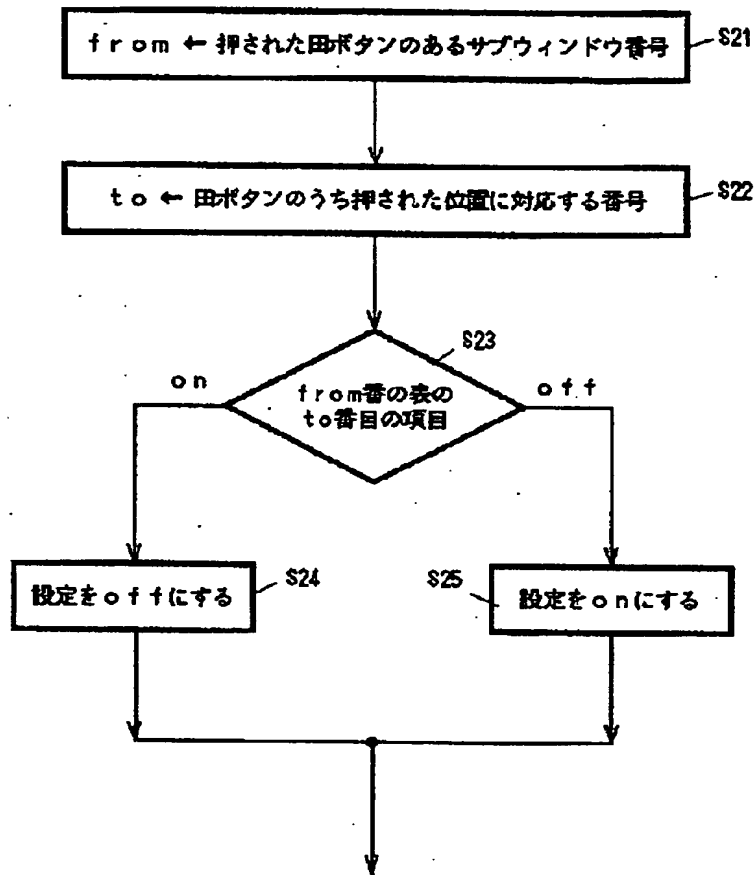 from ← 押された田ボタンのあるサブウィンドウ番号
S21
to ← 田ボタンのうち押された位置に対応する番号
S22
S23
on
from番の表の
to番目の項目
off
設定をoffにする
S24
S25
設定をonにする